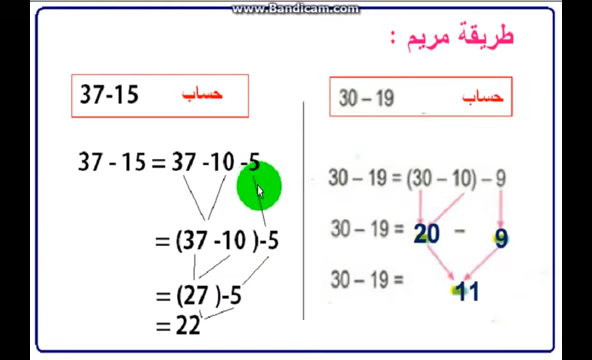 www.Bandicam.com
طريقة مريم :
حساب 30 – 19
30 – 19 = (30 – 10) – 9
30 – 19 = 20 – 9
30 – 19 = 11
حساب 37-15
37 - 15 = 37 -10 -5
= (37 -10 )-5
= (27 )-5
= 22